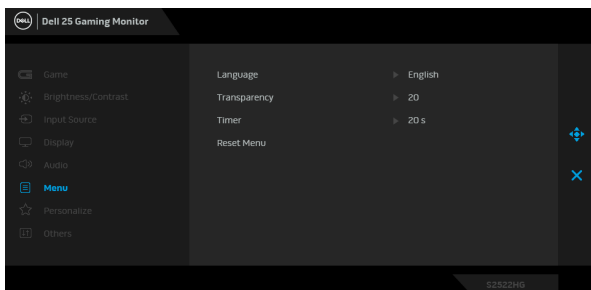 DELL Dell 25 Gaming Monitor
Game
Brightness/Contrast
Input Source
Display
Audio
Menu
Personalize
Others
Language English
Transparency 20
Timer 20 s
Reset Menu
S2522HG